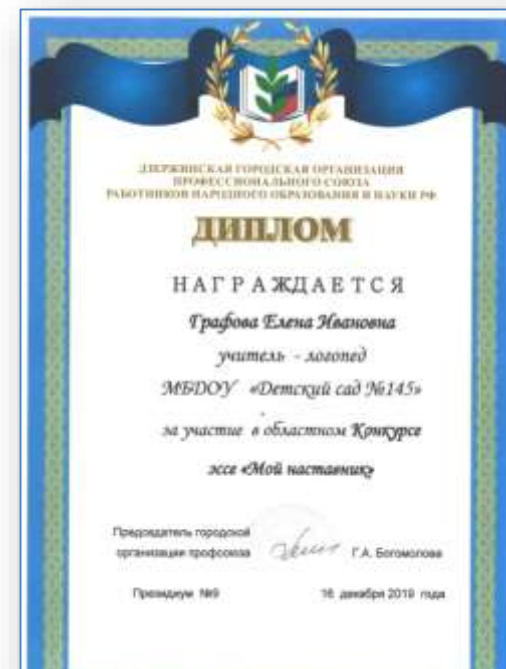 ДЗЕРЖИНСКАЯ ГОРОДСКАЯ ОРГАНИЗАЦИЯ
ПРОФЕССИОНАЛЬНОГО СОЮЗА
РАБОТНИКОВ НАРОДНОГО ОБРАЗОВАНИЯ И НАУКИ РФ
ДИПЛОМ
НАГРАЖДАЕТСЯ
Графова Елена Ивановна
учитель - логопед
МБДОУ «Детский сад №145»
за участие в областном Конкурсе
эссе «Мой наставник»
Председатель городской
организации профсоюза Г.А. Богомолова
Президиум №9 16 декабря 2019 года